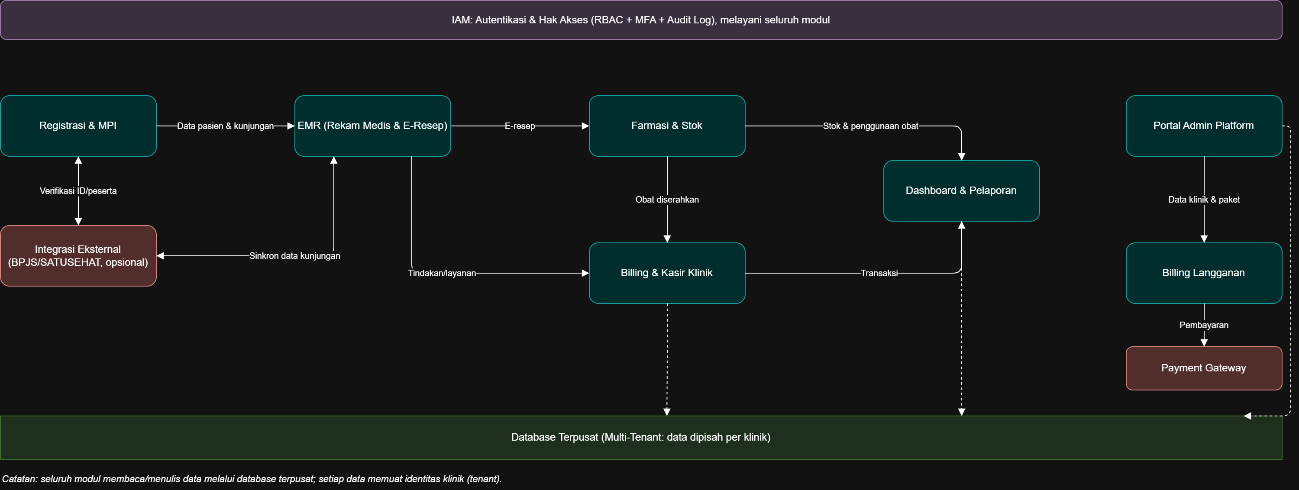 IAM: Autentikasi & Hak Akses (RBAC + MFA + Audit Log), melayani seluruh modul
Registrasi & MPI
Data pasien & kunjungan
EMR (Rekam Medis & E-Resep)
E-resep
Farmasi & Stok
Stok & penggunaan obat
Portal Admin Platform
Verifikasi ID/peserta
Obat diserahkan
Dashboard & Pelaporan
Data klinik & paket
Integrasi Eksternal
(BPJS/SATUSEHAT, opsional)
Sinkron data kunjungan
Tindakan/layanan
Billing & Kasir Klinik
Transaksi
Billing Langganan
Pembayaran
Payment Gateway
Database Terpusat (Multi-Tenant: data dipisah per klinik)
Catatan: seluruh modul membaca/menulis data melalui database terpusat; setiap data memuat identitas klinik (tenant).